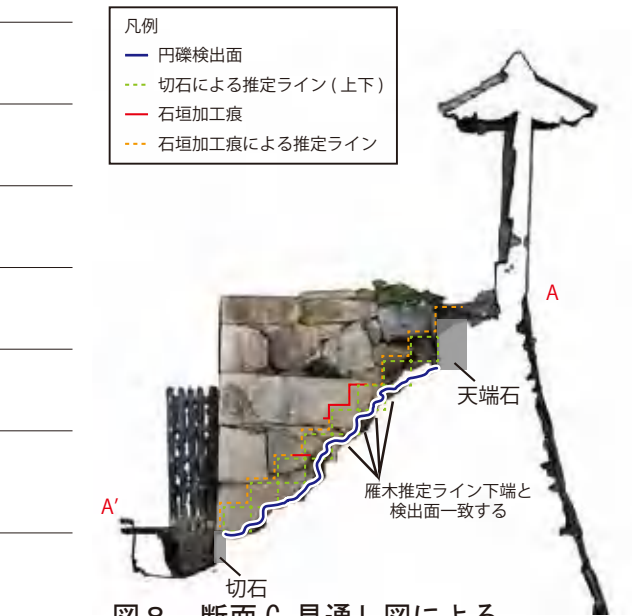 凡例
円礫検出面
切石による推定ライン(上下)
石垣加工痕
石垣加工痕による推定ライン
A
天端石
雁木推定ライン下端と
検出面一致する
A'
切石
図8 断面C見通し図による